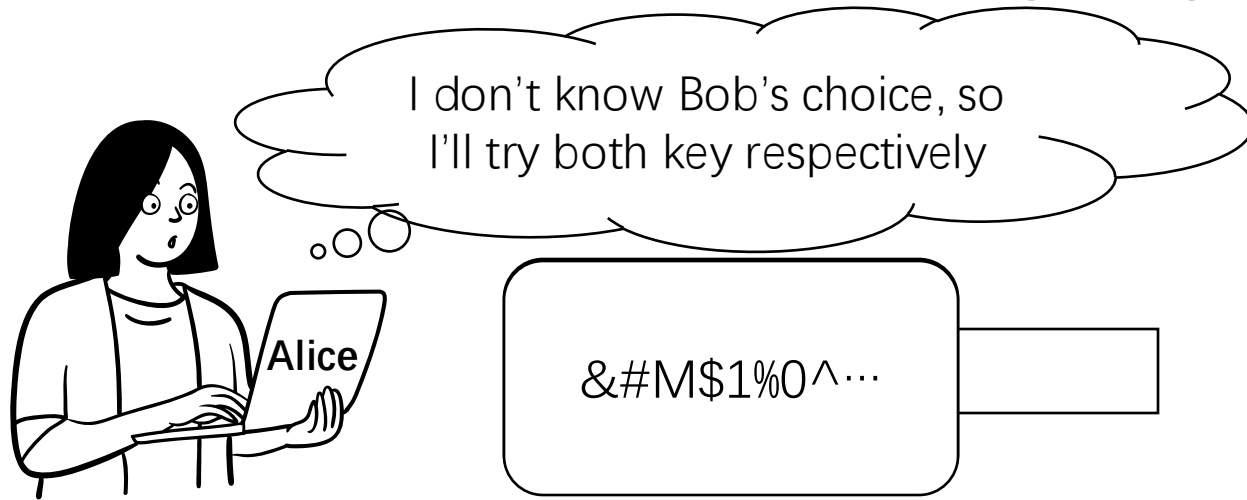 I don't know Bob's choice, so
I'll try both key respectively
Alice
&#M$1%0^···